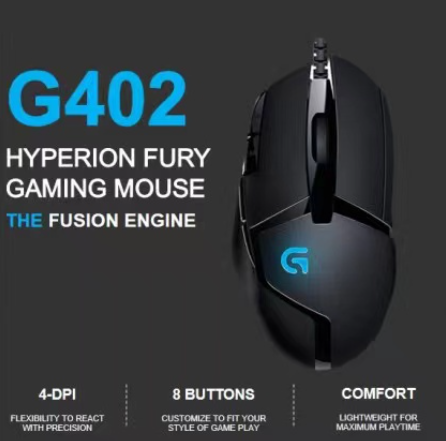 G402
HYPERION FURY
GAMING MOUSE
THE FUSION ENGINE
G
4-DPI
FLEXIBILITY TO REACT
WITH PRECISION
8 BUTTONS
CUSTOMIZE TO FIT YOUR
STYLE OF GAME PLAY
COMFORT
LIGHTWEIGHT FOR
MAXIMUM PLAYTIME